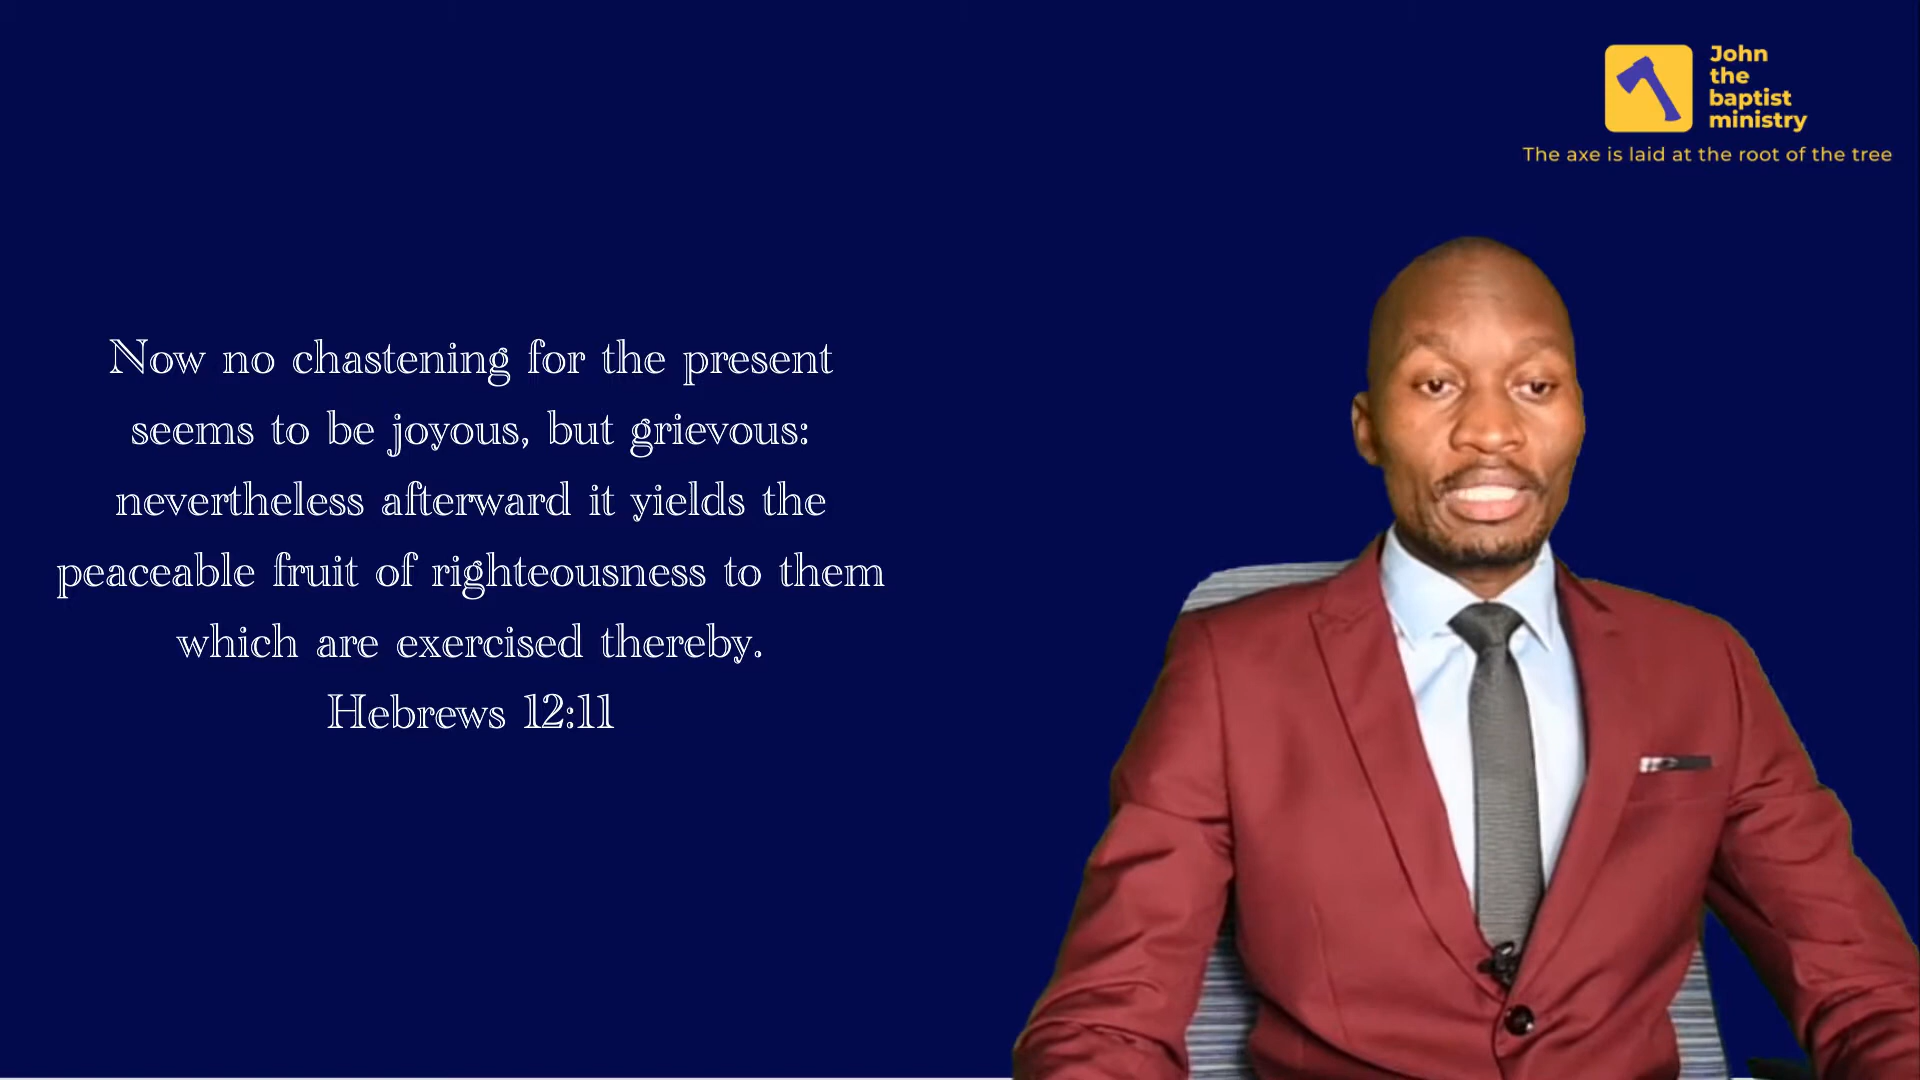 John
the
baptist
ministry
The axe is laid at the root of the tree
Now no chastening for the present
seems to be joyous, but grievous:
nevertheless afterward it yields the
peaceable fruit of righteousness to them
which are exercised thereby.
Hebrews 12:11